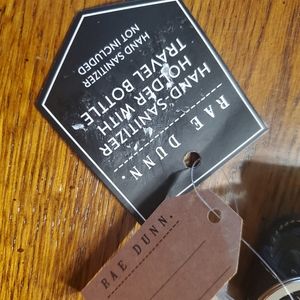 RAE DUNN.
HAND SANITIZER
HOLDER WITH
TRAVEL BOTTLE
HAND SANITIZER
NOT INCLUDED
RAE DUNN.